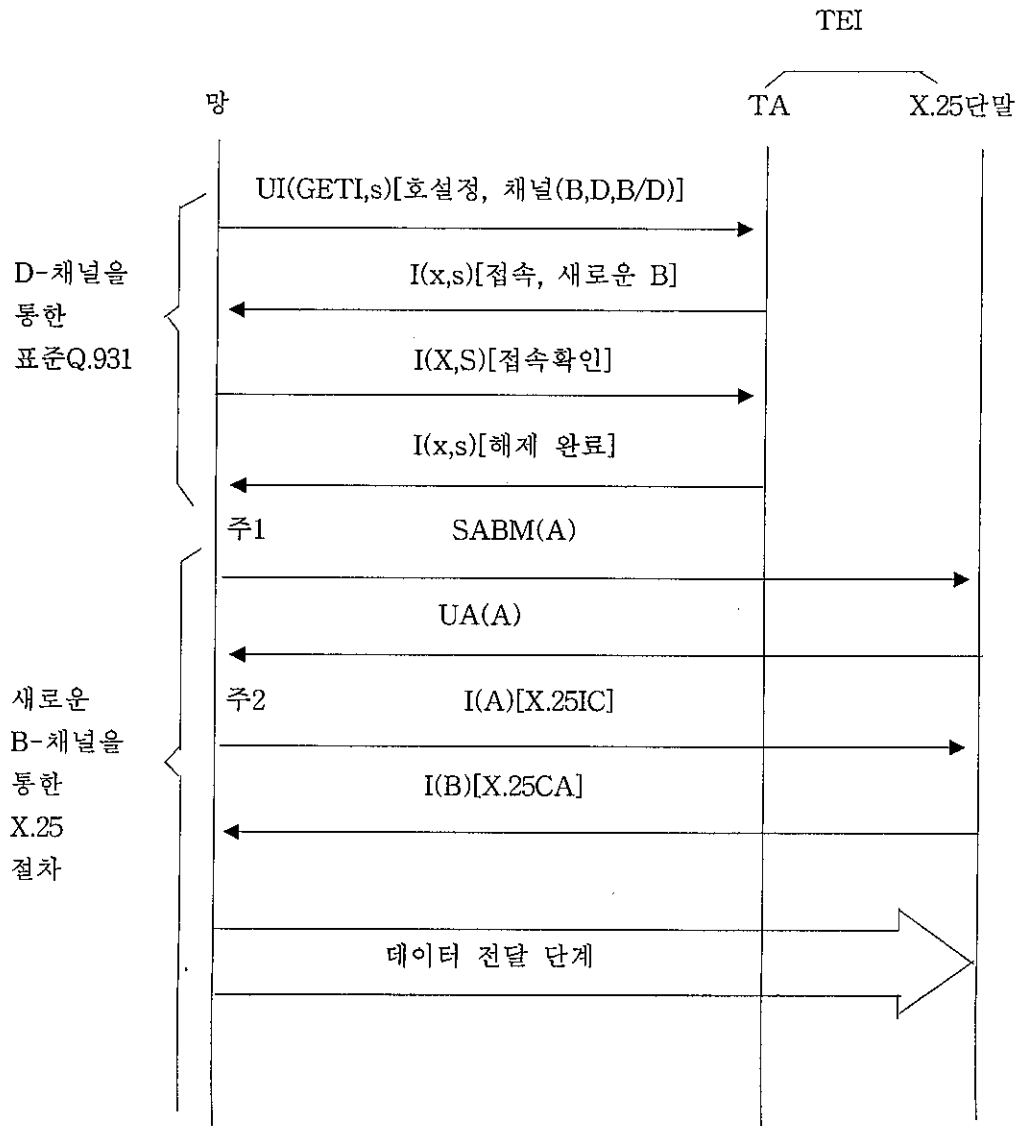 TEI
망
TA
X.25단말
UI(GETI,s)[호설정, 채널(B,D,B/D)]
D-채널을
통한
표준Q.931
I(x,s)[접속, 새로운 B]
I(X,S)[접속확인]
I(x,s)[해제 완료]
주1
SABM(A)
UA(A)
새로운
B-채널을
통한
X.25
절차
주2
I(A)[X.25IC]
I(B)[X.25CA]
데이터 전달 단계